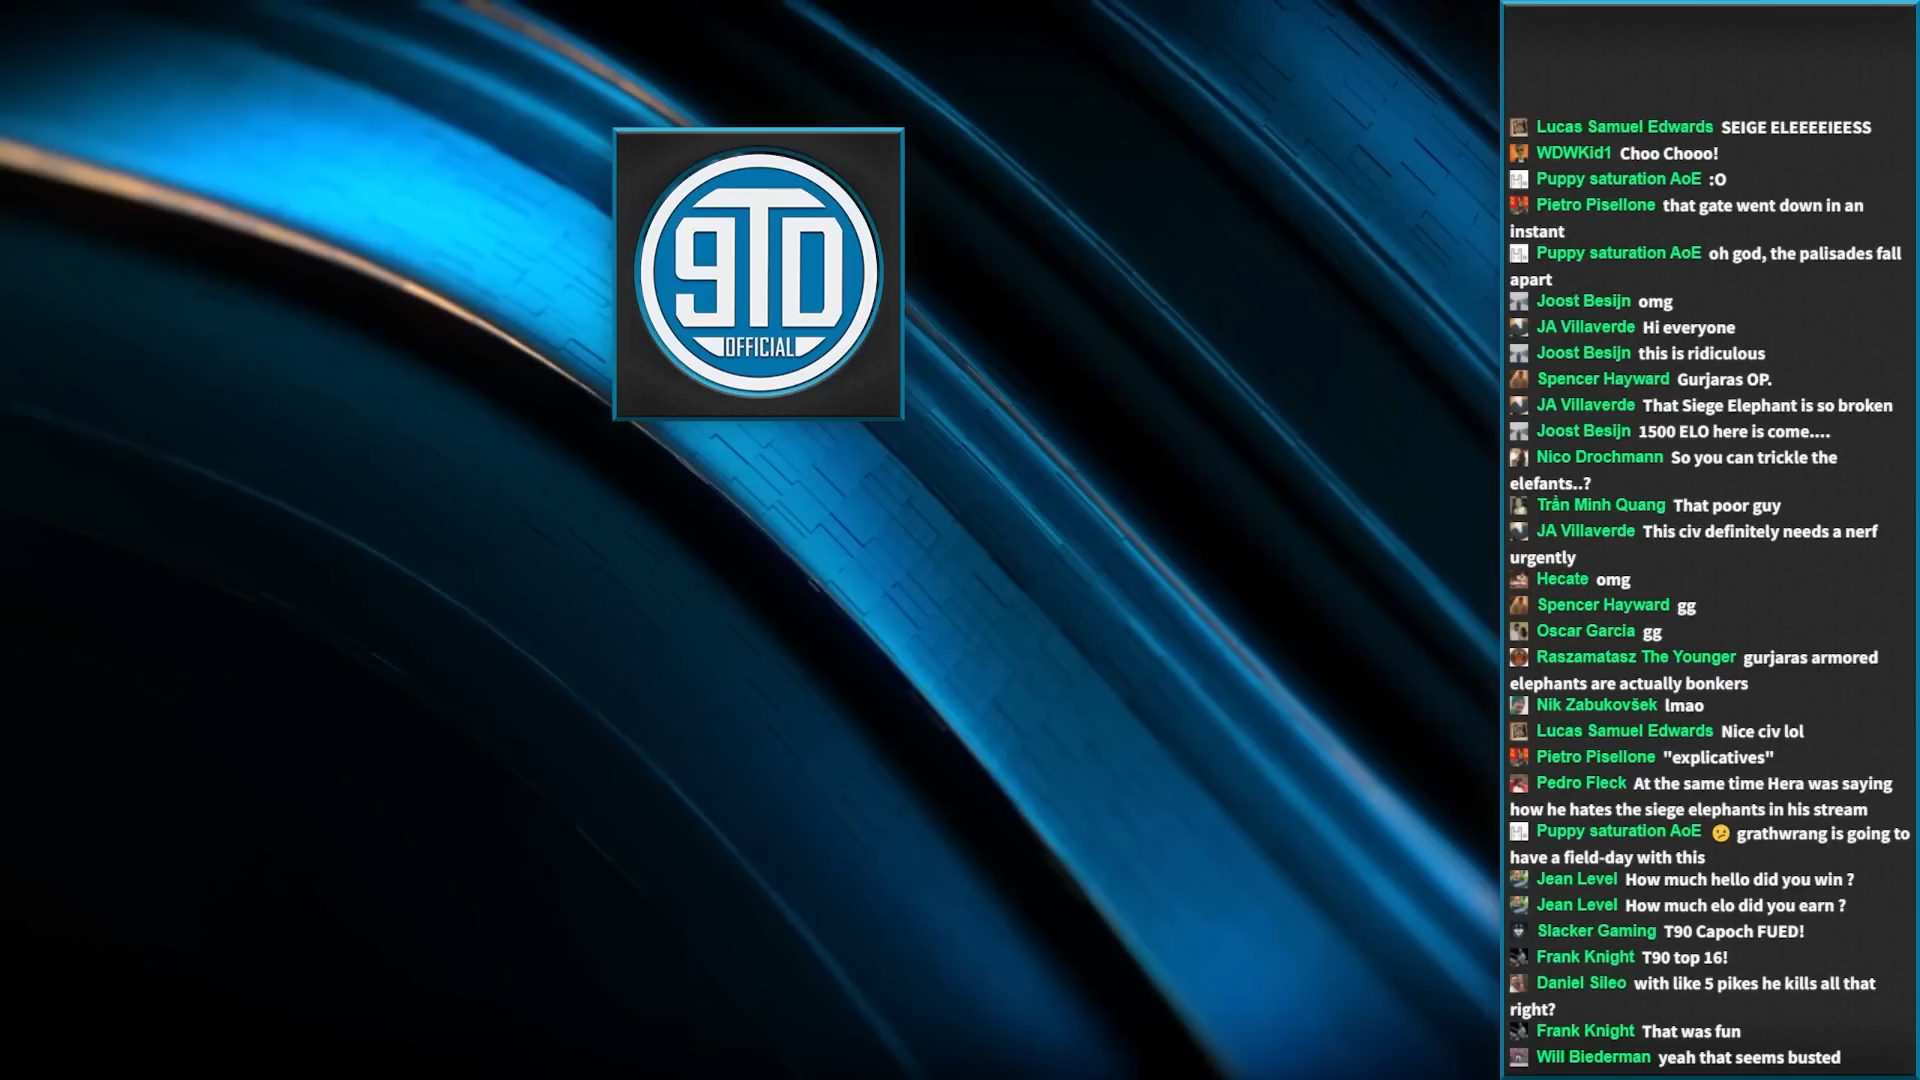 9TO
OFFICIAL
Lucas Samuel Edwards SEIGE ELEEEEIEESS
WDWKid1 Choo Chooo!
Puppy saturation AoE :O
Pietro Pisellone that gate went down in an
instant
Puppy saturation AoE oh god, the palisades fall
apart
Joost Besijn omg
JA Villaverde Hi everyone
Joost Besijn this is ridiculous
Spencer Hayward Gurjaras OP.
JA Villaverde That Siege Elephant is so broken
Joost Besijn 1500 ELO here is come....
Nico Drochmann So you can trickle the
elefants..?
Trần Minh Quang That poor guy
JA Villaverde This civ definitely needs a nerf
urgently
Hecate omg
Spencer Hayward gg
Oscar Garcia gg
Raszamatasz The Younger gurjaras armored
elephants are actually bonkers
Nik Zabukovšek lmao
Lucas Samuel Edwards Nice civ lol
Pietro Pisellone "explicatives"
Pedro Fleck At the same time Hera was saying
how he hates the siege elephants in his stream
Puppy saturation AoE 😕 grathwrang is going to
have a field-day with this
Jean Level How much hello did you win ?
Jean Level How much elo did you earn ?
Slacker Gaming T90 Capoch FUED!
Frank Knight T90 top 16!
Daniel Sileo with like 5 pikes he kills all that
right?
Frank Knight That was fun
Will Biederman yeah that seems busted